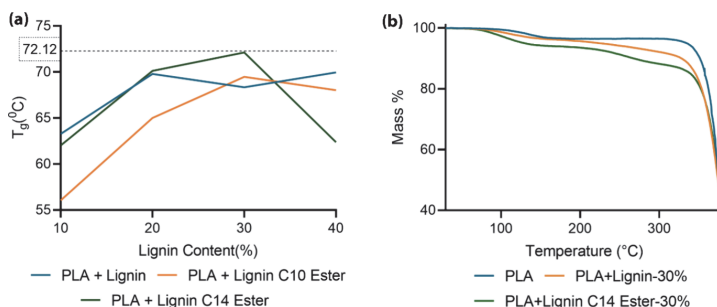 (a)
75
72.12
70
65
60
55
Tg(⁰C)
10 20 30 40
Lignin Content(%)
PLA + Lignin PLA + Lignin C10 Ester
PLA + Lignin C14 Ester
(b)
100
80
60
40
Mass %
100 200 300
Temperature (°C)
PLA PLA+Lignin-30%
PLA+Lignin C14 Ester-30%